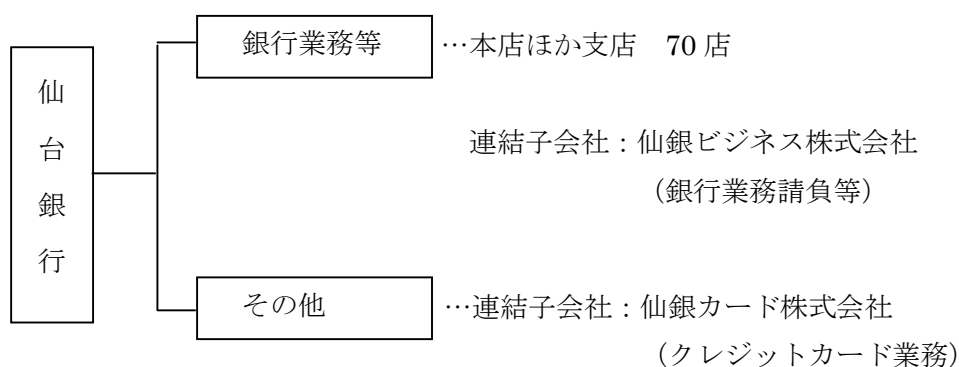 仙台銀行
銀行業務等 …本店ほか支店 70 店
連結子会社：仙銀ビジネス株式会社
（銀行業務請負等）
その他 …連結子会社：仙銀カード株式会社
（クレジットカード業務）